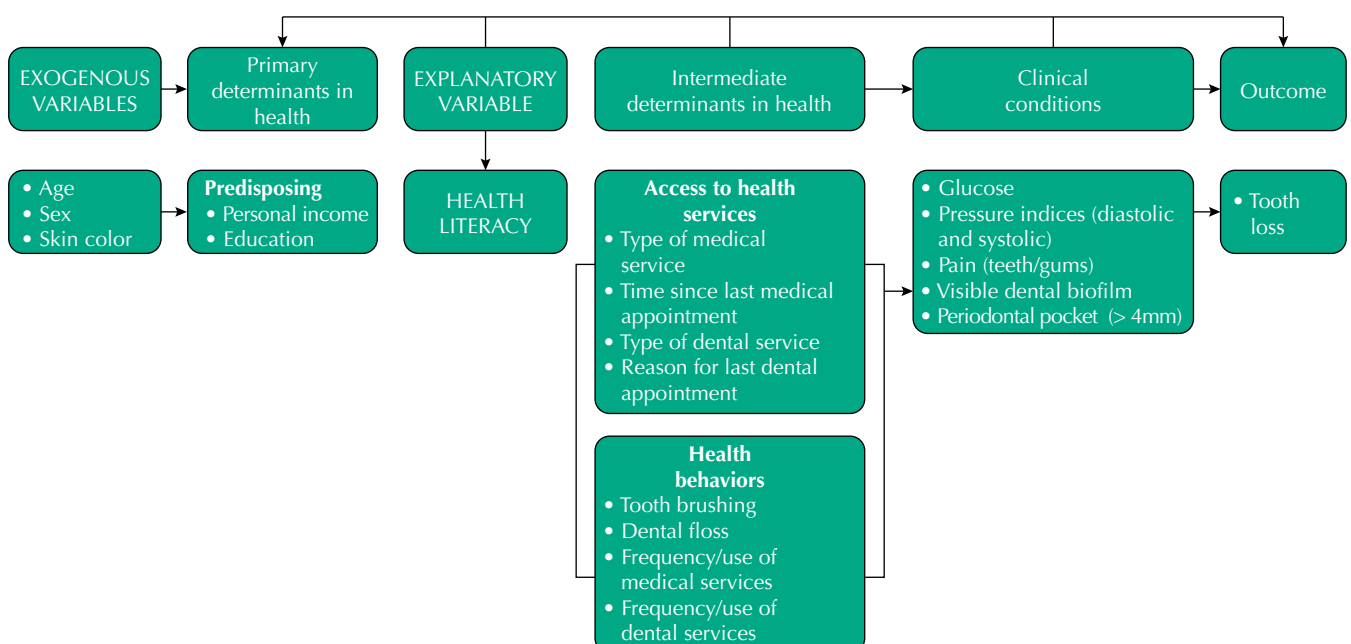 EXOGENOUS
VARIABLES
Primary
determinants in
health
EXPLANATORY
VARIABLE
Intermediate
determinants in health
Clinical
conditions
Outcome
• Age
• Sex
• Skin color
Predisposing
• Personal income
• Education
HEALTH
LITERACY
Access to health
services
• Type of medical
service
• Time since last medical
appointment
• Type of dental service
• Reason for last dental
appointment
Health
behaviors
• Tooth brushing
• Dental floss
• Frequency/use of
medical services
• Frequency/use of
dental services
• Glucose
• Pressure indices (diastolic
and systolic)
• Pain (teeth/gums)
• Visible dental biofilm
• Periodontal pocket (> 4mm)
• Tooth
loss